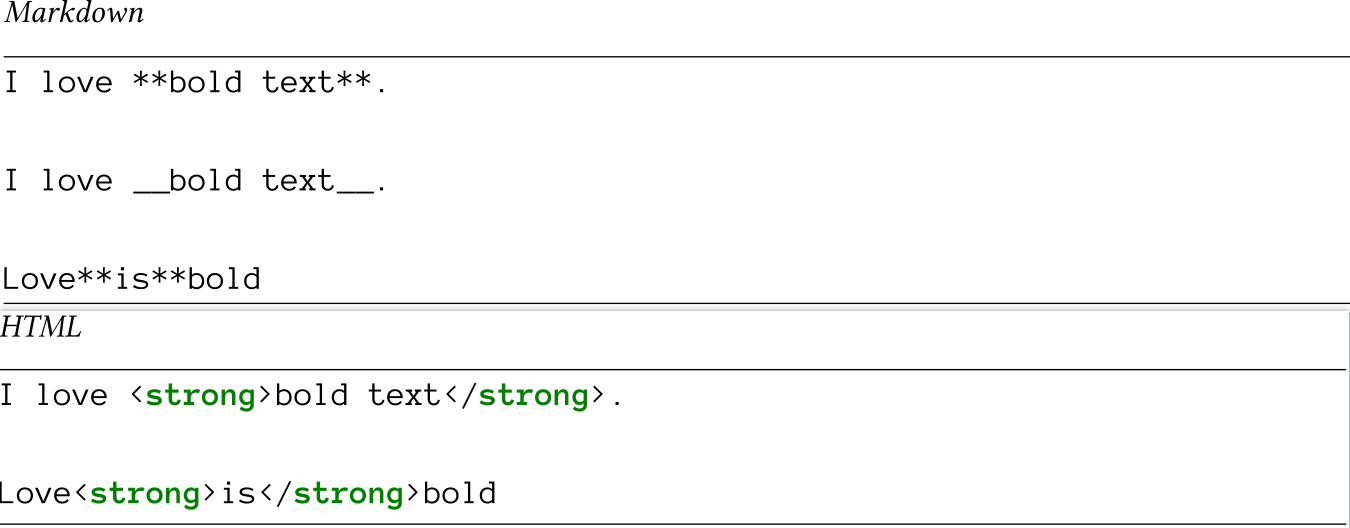 Markdown
I love **bold text**.
I love __bold text__.
Love**is**bold
HTML
I love <strong>bold text</strong>.
Love<strong>is</strong>bold